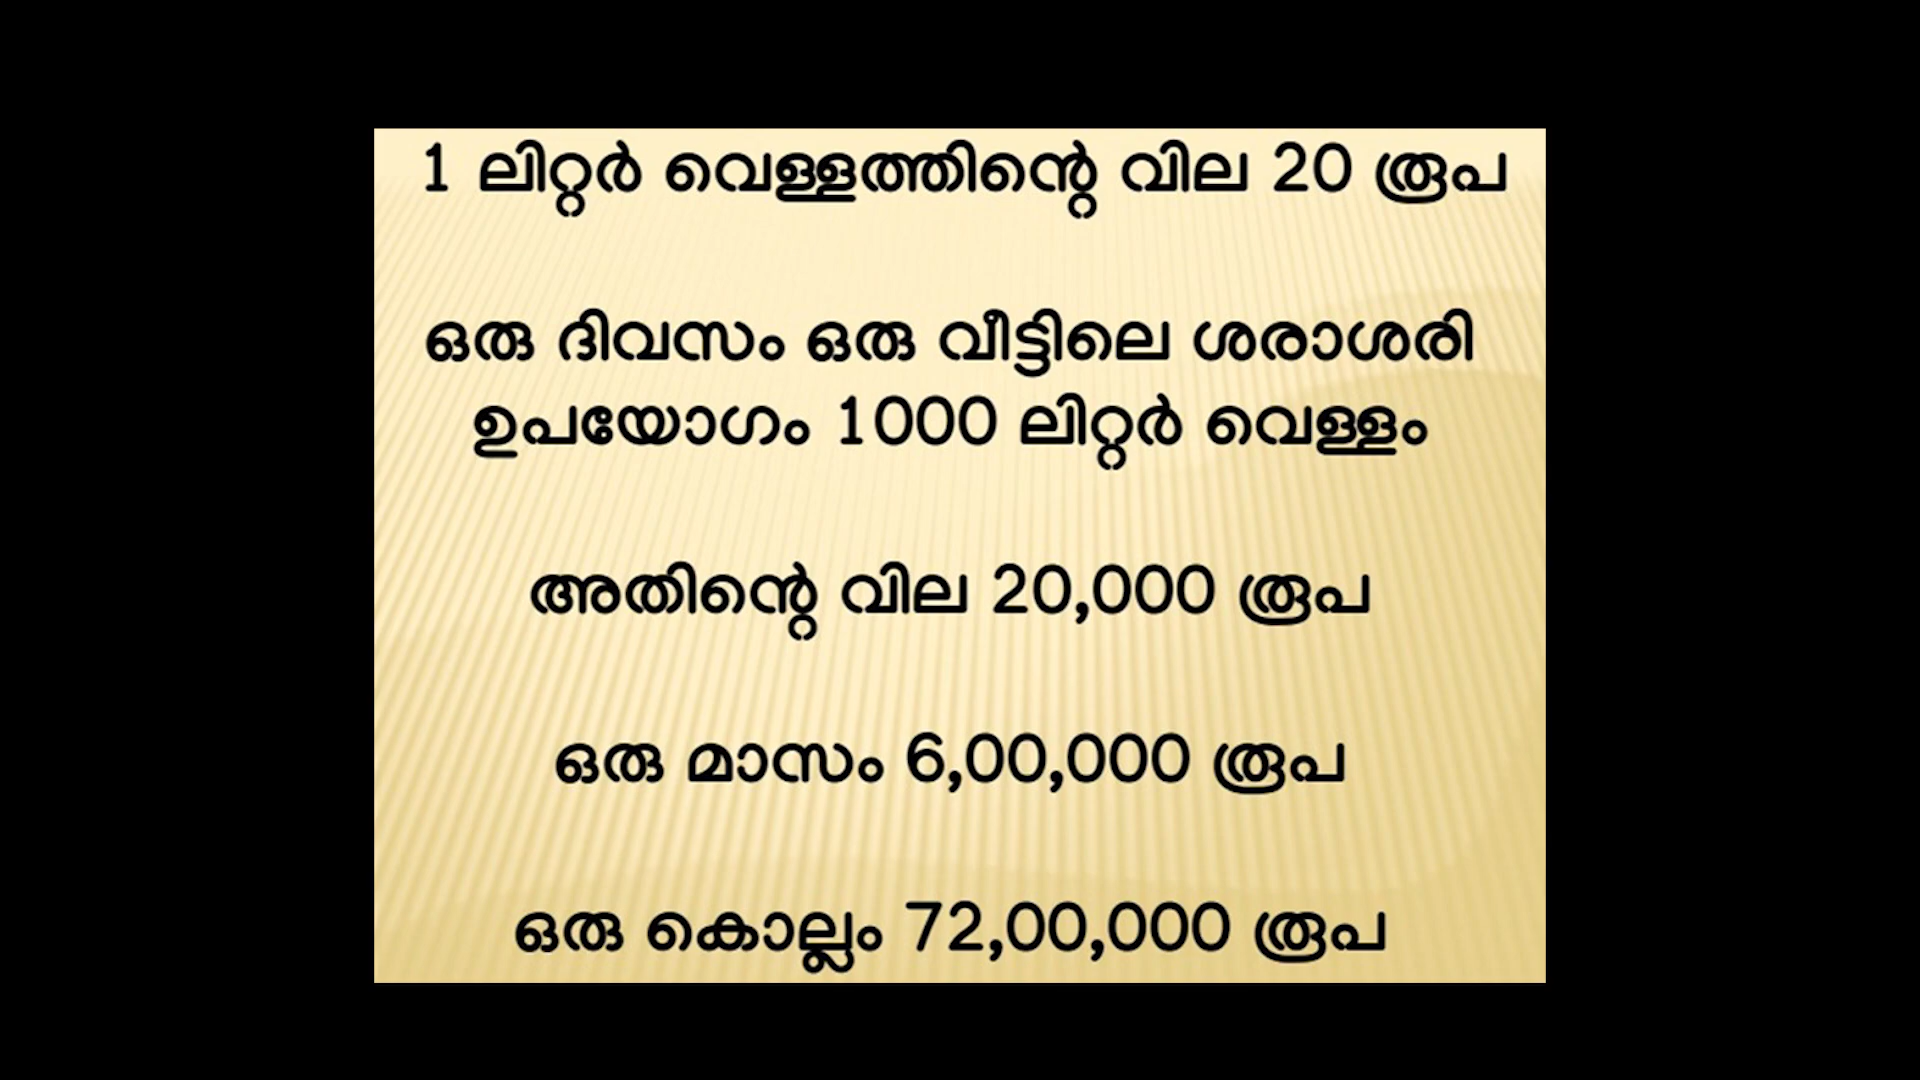 1 ലിറ്റർ വെള്ളത്തിന്റെ വില 20 രൂപ
ഒരു ദിവസം ഒരു വീട്ടിലെ ശരാശരി
ഉപയോഗം 1000 ലിറ്റർ വെള്ളം
അതിന്റെ വില 20,000 രൂപ
ഒരു മാസം 6,00,000 രൂപ
ഒരു കൊല്ലം 72,00,000 രൂപ